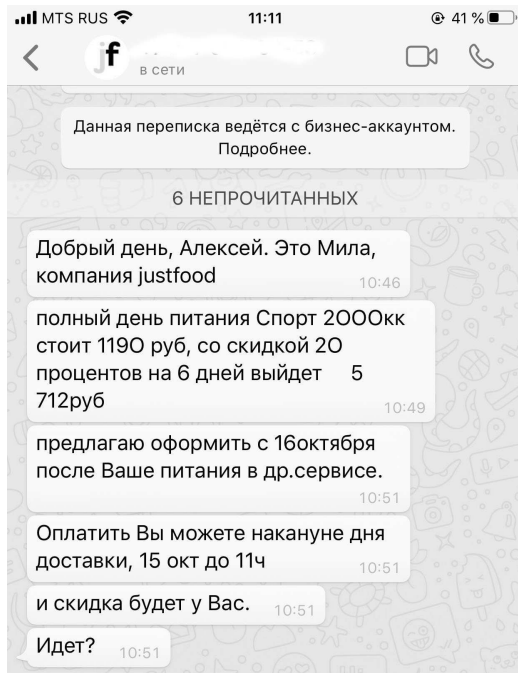 MTS RUS 11:11 41 %
jf
в сети
Данная переписка ведётся с бизнес-аккаунтом.
Подробнее.
6 НЕПРОЧИТАННЫХ
Добрый день, Алексей. Это Мила,
компания justfood
10:46
полный день питания Спорт 2000кк
стоит 1190 руб, со скидкой 20
процентов на 6 дней выйдет 5
712руб
10:49
предлагаю оформить с 16октября
после Ваше питания в др.сервисе.
10:51
Оплатить Вы можете накануне дня
доставки, 15 окт до 11ч
10:51
и скидка будет у Вас.
10:51
Идет?
10:51